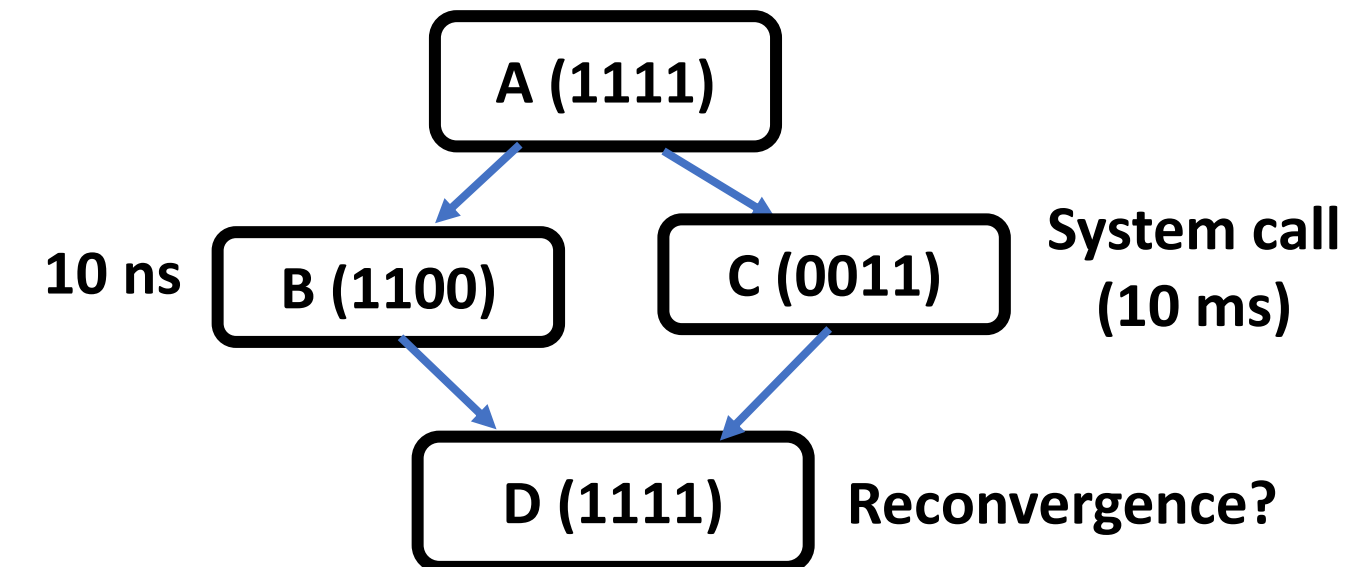 A (1111)
10 ns
B (1100)
C (0011)
System call
(10 ms)
D (1111)
Reconvergence?